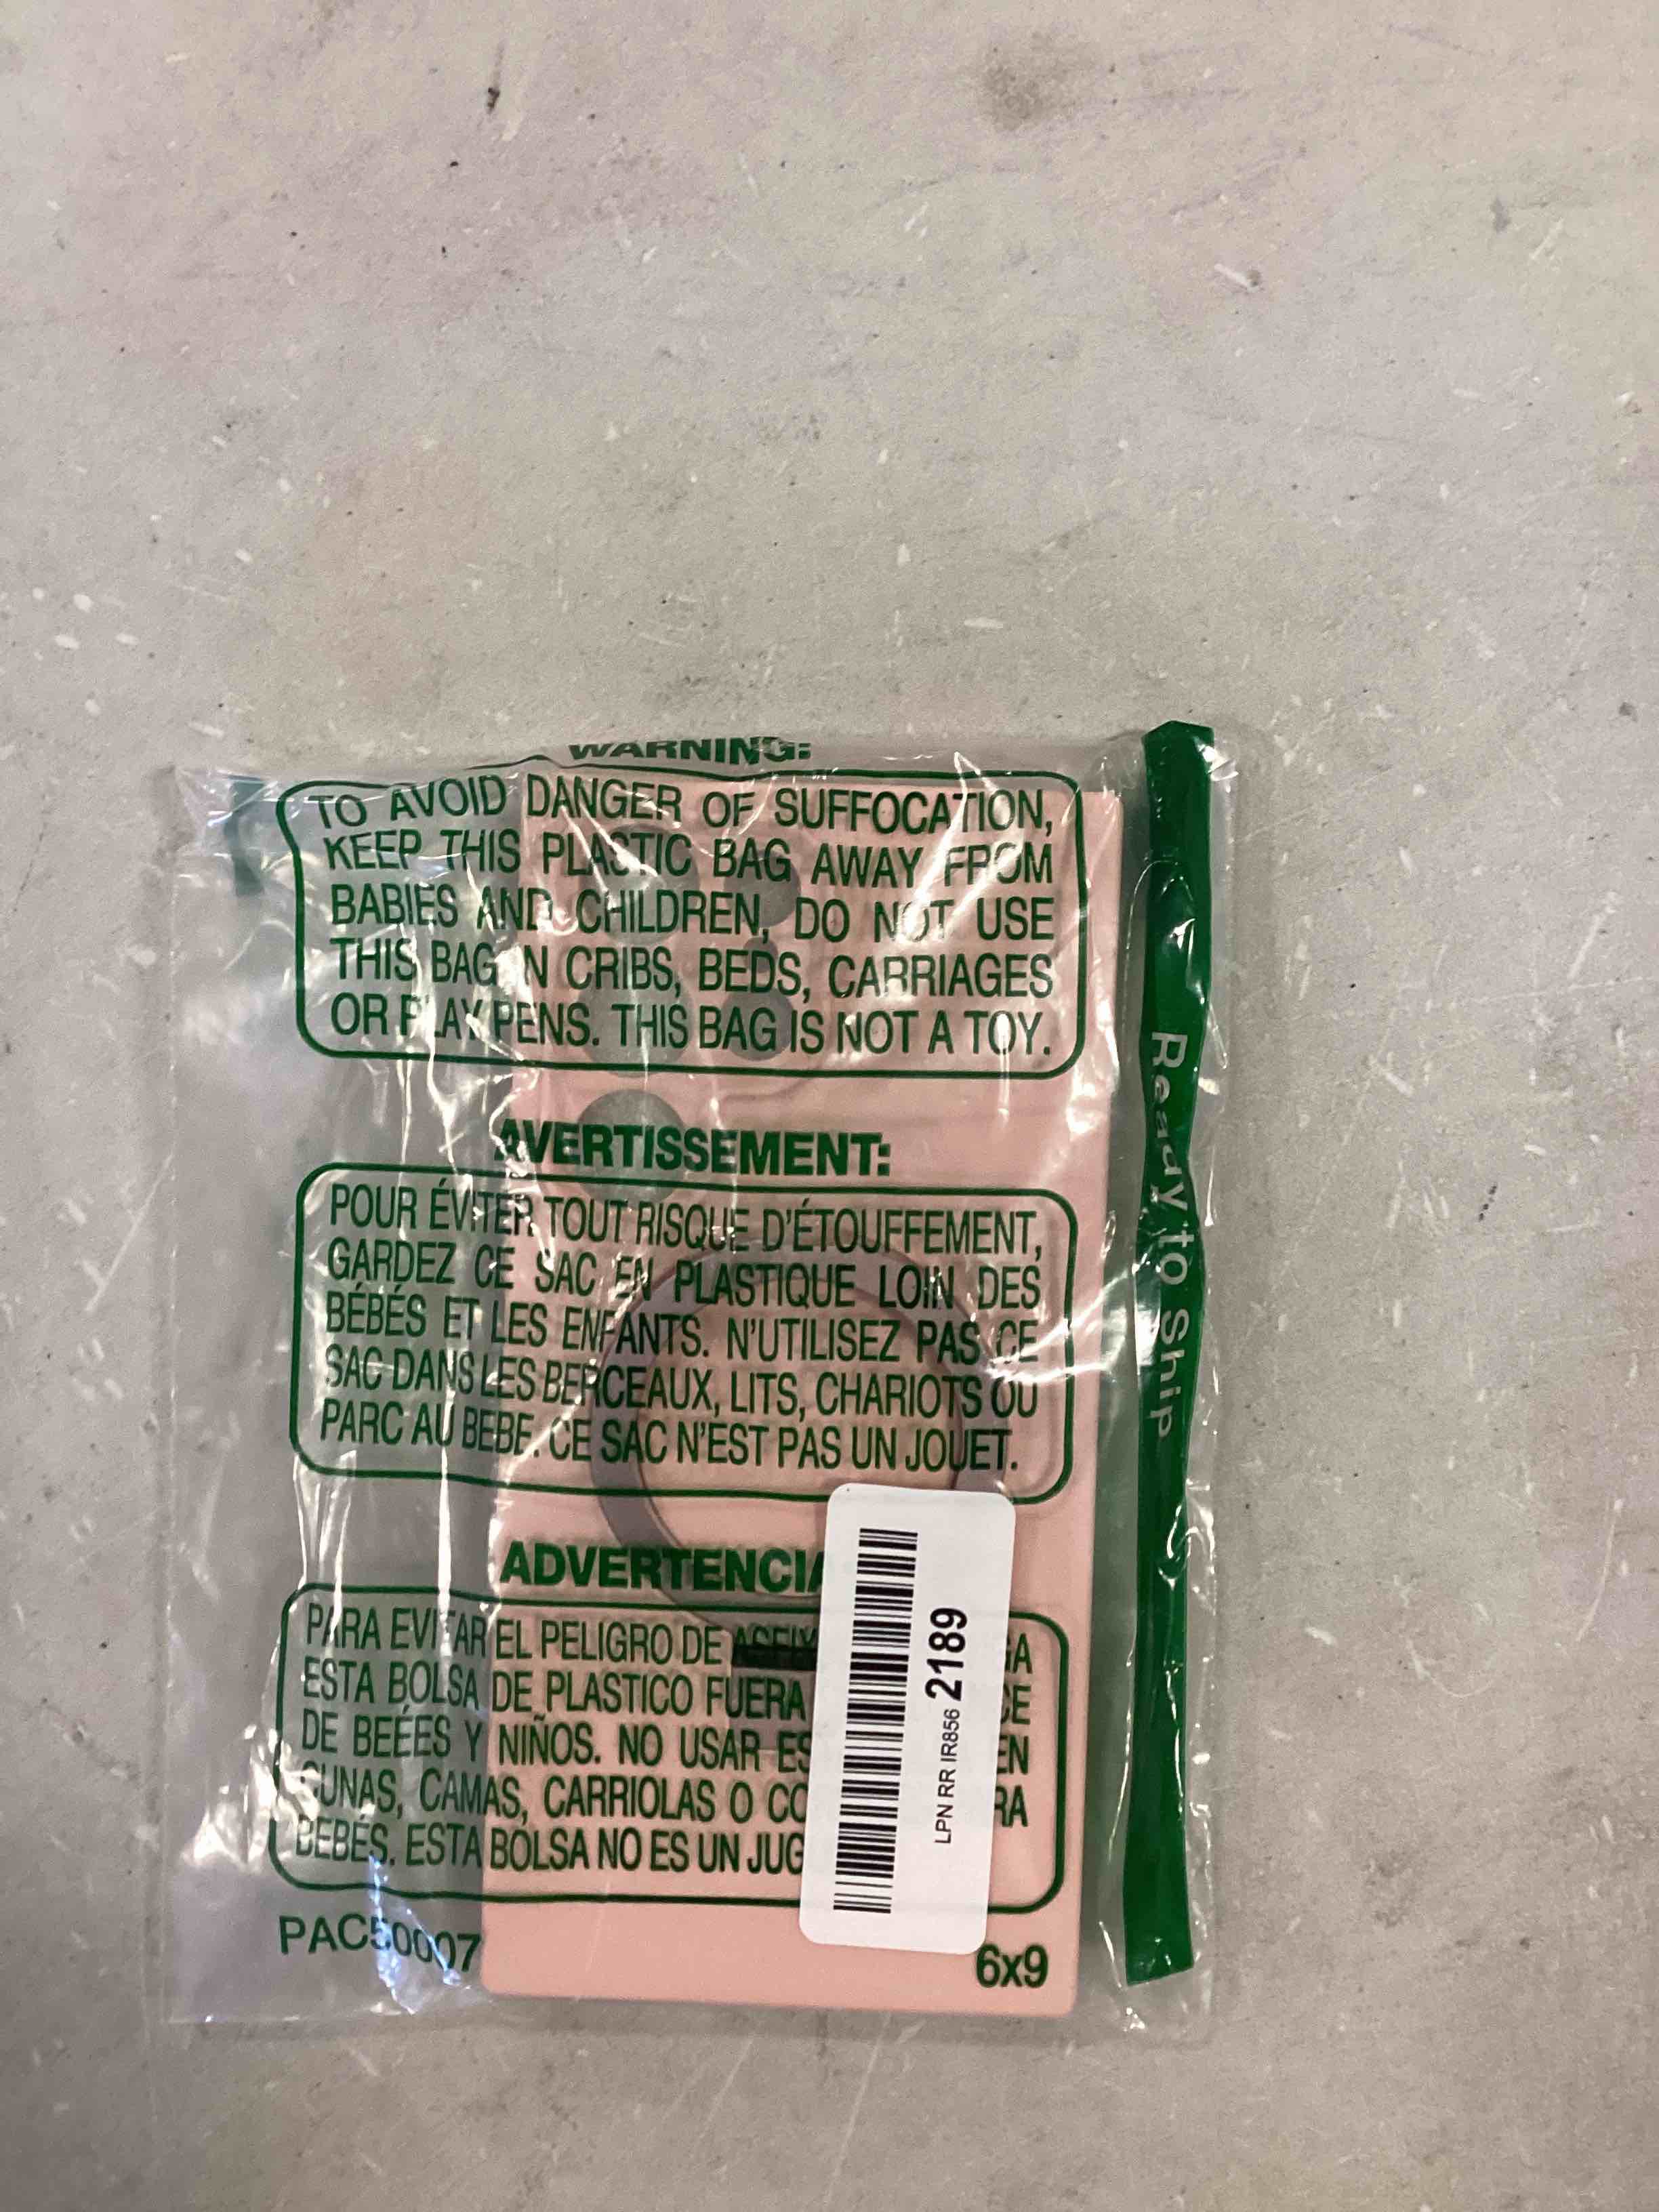 WARNING:
TO AVOID DANGER OF SUFFOCATION,
KEEP THIS PLASTIC BAG AWAY FROM
BABIES AND CHILDREN, DO NOT USE
THIS BAG IN CRIBS, BEDS, CARRIAGES
OR PLAY PENS. THIS BAG IS NOT A TOY.
AVERTISSEMENT:
POUR ÉVITER TOUT RISQUE D'ÉTOUFFEMENT,
GARDEZ CE SAC EN PLASTIQUE LOIN DES
BÉBÉS ET LES ENFANTS. N'UTILISEZ PAS CE
SAC DANS LES BERCEAUX, LITS, CHARIOTS OU
PARC AU BEBE. CE SAC N'EST PAS UN JOUET.
ADVERTENCIA
PARA EVITAR EL PELIGRO DE
ESTA BOLSA DE PLASTICO FUERA
DE BEÉES Y NIÑOS. NO USAR EN
CUNAS, CAMAS, CARRIOLAS O
BEBÉS. ESTA BOLSA NO ES UN
PAC50007
6x9
Ready to Ship
LPN RR IR856 2189